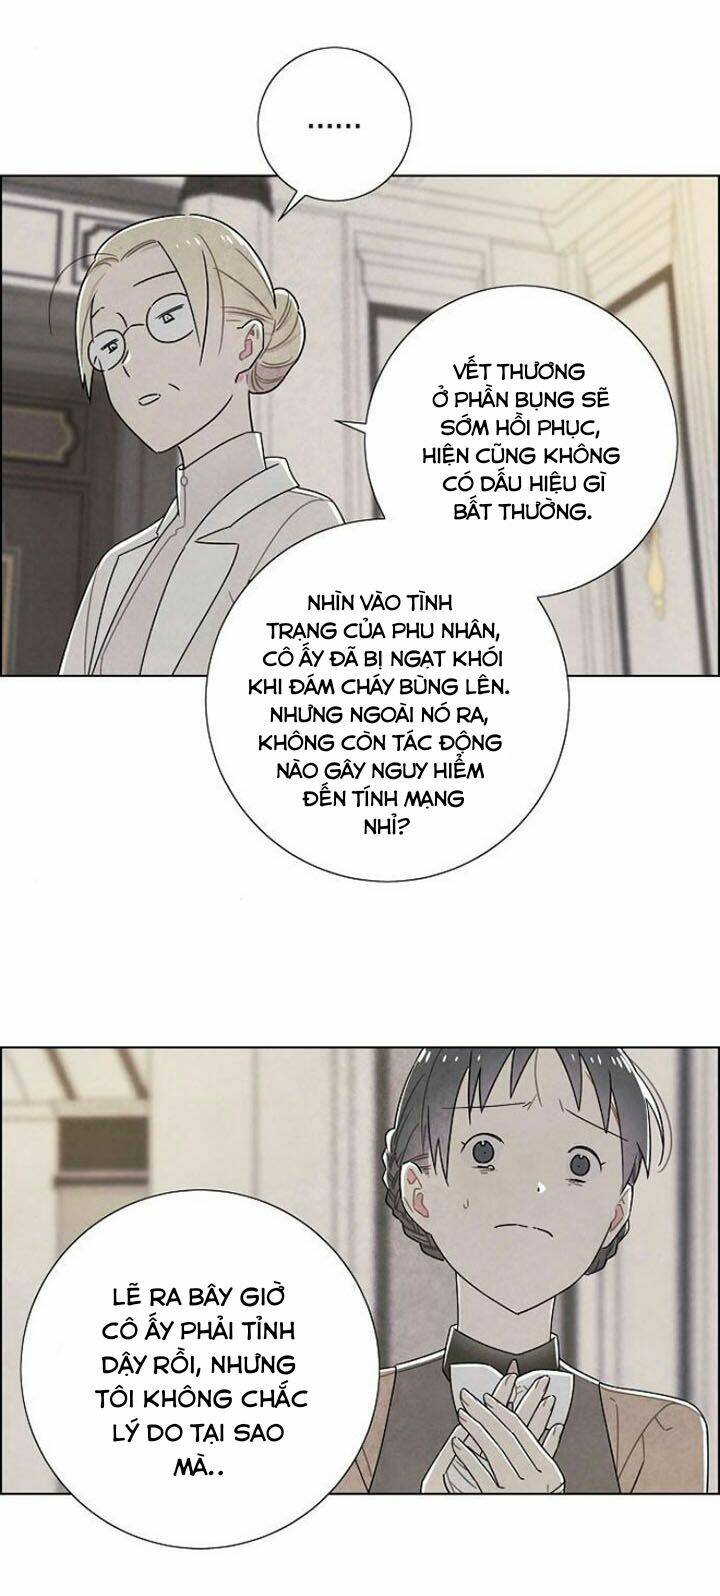 ......
VẾT THƯƠNG
Ở PHẦN BỤNG SẼ
SỚM HỒI PHỤC,
HIỆN CŨNG KHÔNG
CÓ DẤU HIỆU GÌ
BẤT THƯỜNG.
NHÌN VÀO TÌNH
TRẠNG CỦA PHU NHÂN,
CÔ ẤY ĐÃ BỊ NGẠT KHÓI
KHI ĐÁM CHÁY BÙNG LÊN.
NHƯNG NGOÀI NÓ RA,
KHÔNG CÒN TÁC ĐỘNG
NÀO GÂY NGUY HIỂM
ĐẾN TÍNH MẠNG
NHỈ?
LẼ RA BÂY GIỜ
CÔ ẤY PHẢI TỈNH
DẬY RỒI, NHƯNG
TÔI KHÔNG CHẮC
LÝ DO TẠI SAO
MÀ..